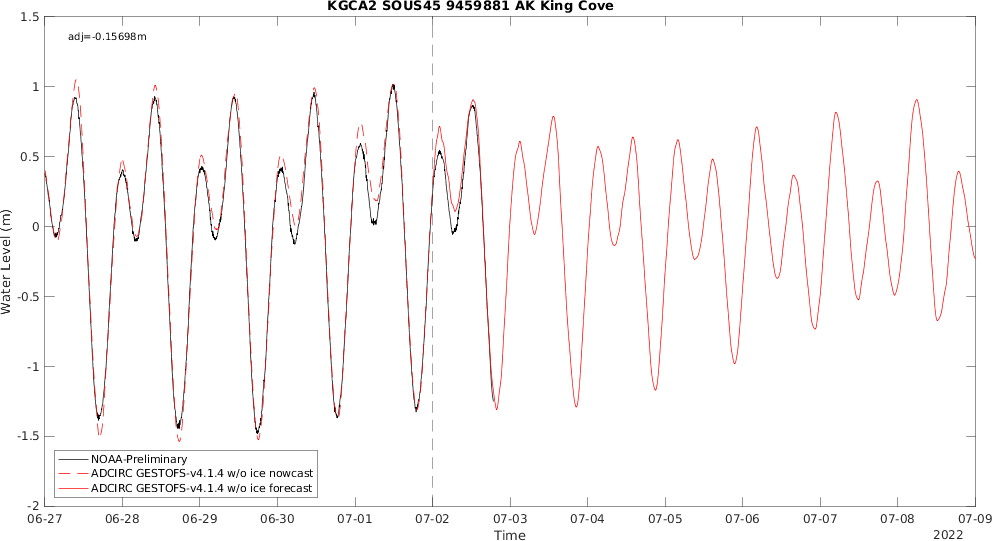 KGCA2 SOUS45 9459881 AK King Cove
adj=-0.15698m
1.5
1
0.5
0
-0.5
-1
-1.5
-2
Water Level (m)
NOAA-Preliminary
ADCIRC GESTOFS-v4.1.4 w/o ice nowcast
ADCIRC GESTOFS-v4.1.4 w/o ice forecast
06-27 06-28 06-29 06-30 07-01 07-02 07-03 07-04 07-05 07-06 07-07 07-08 07-09
Time
2022